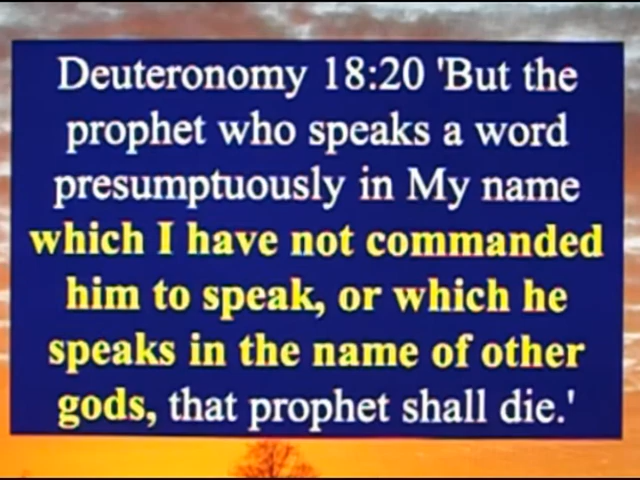 Deuteronomy 18:20 'But the
prophet who speaks a word
presumptuously in My name
which I have not commanded
him to speak, or which he
speaks in the name of other
gods, that prophet shall die.'